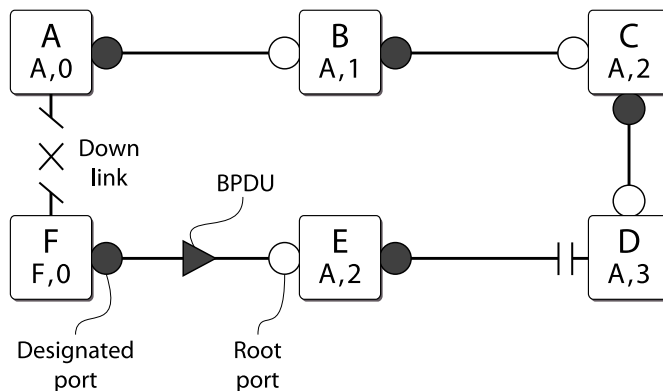 A
A,0
B
A,1
C
A,2
Down
link
BPDU
F
F,0
E
A,2
D
A,3
Designated
port
Root
port